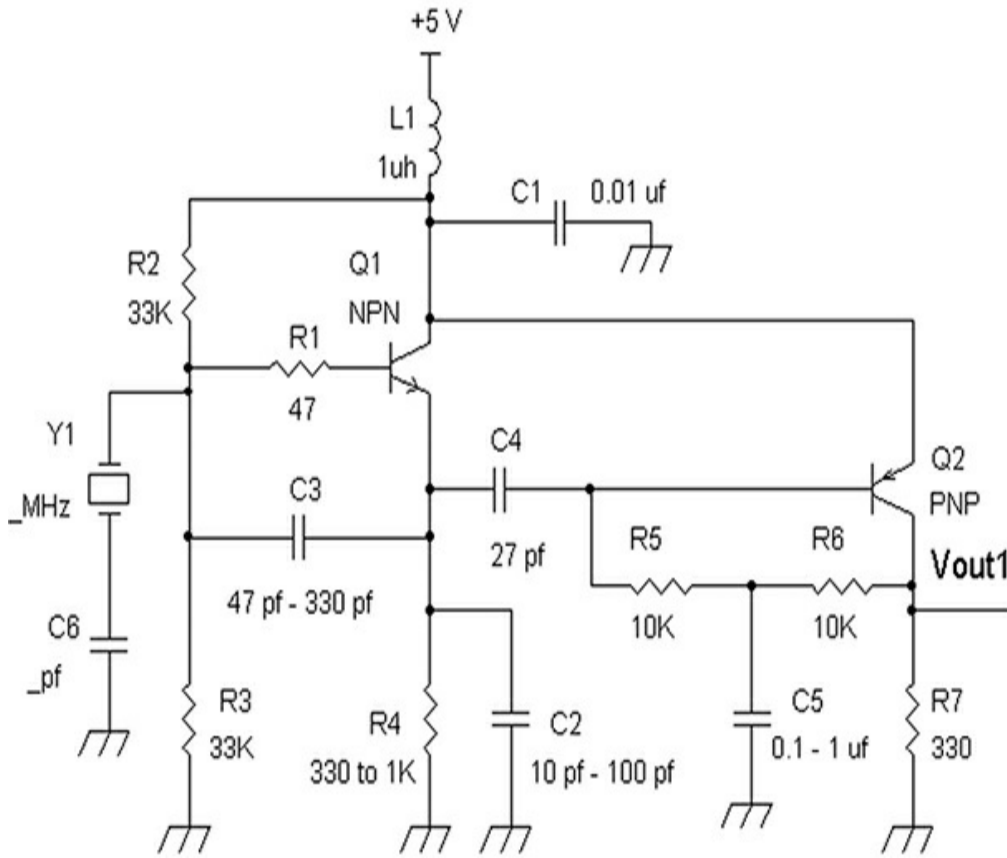 +5 V
L1
1uh
C1
0.01 uf
R2
33K
Q1
NPN
R1
47
Y1
_MHz
C4
27 pf
Q2
PNP
C3
47 pf - 330 pf
R5
10K
R6
10K
Vout1
C6
_pf
R3
33K
R4
330 to 1K
C2
10 pf - 100 pf
C5
0.1 - 1 uf
R7
330